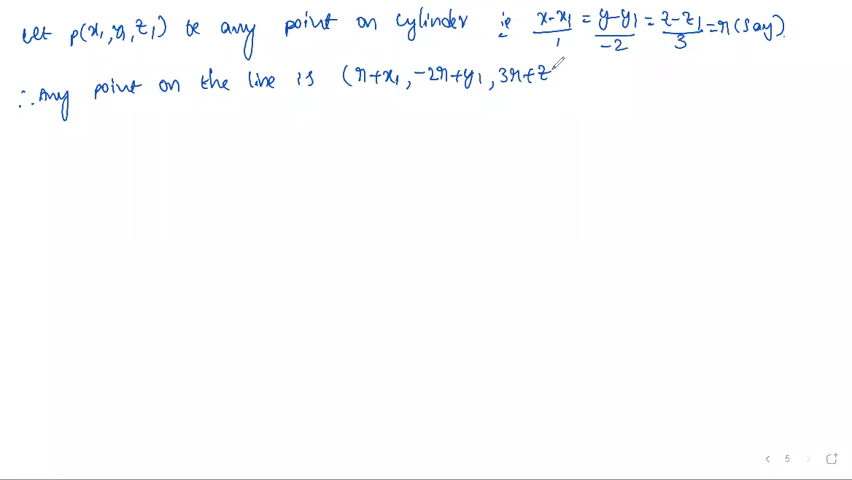 Let P(x₁, y₁, z₁) be any point on cylinder ie (x-x₁)/1 = (y-y₁)/-2 = (z-z₁)/3 = r (say).
∴ Any point on the line is (r+x₁, -2r+y₁, 3r+z
5